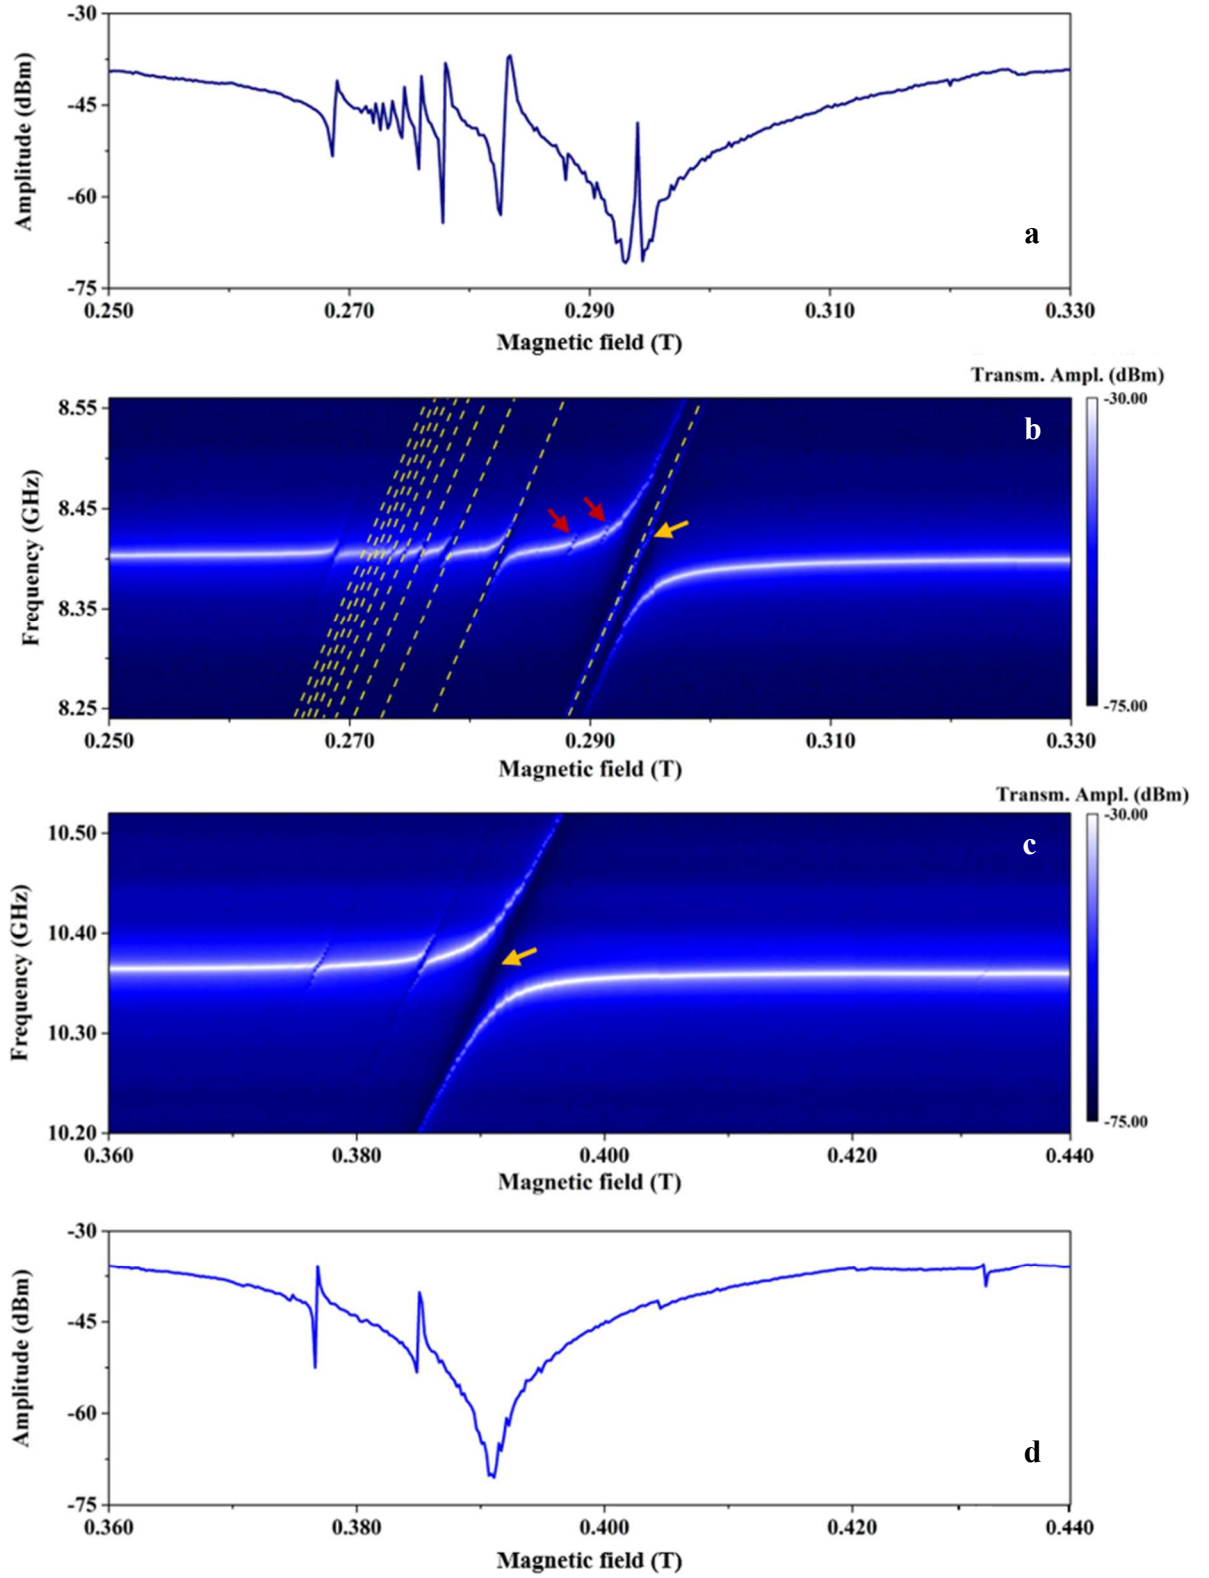 -30
-45
-60
-75
Amplitude (dBm)
a
0.250 0.270 0.290 0.310 0.330
Magnetic field (T)
Transm. Ampl. (dBm)
8.55
8.45
8.35
8.25
Frequency (GHz)
b
-30.00
-75.00
0.250 0.270 0.290 0.310 0.330
Magnetic field (T)
Transm. Ampl. (dBm)
10.50
10.40
10.30
10.20
Frequency (GHz)
c
-30.00
-75.00
0.360 0.380 0.400 0.420 0.440
Magnetic field (T)
-30
-45
-60
-75
Amplitude (dBm)
d
0.360 0.380 0.400 0.420 0.440
Magnetic field (T)